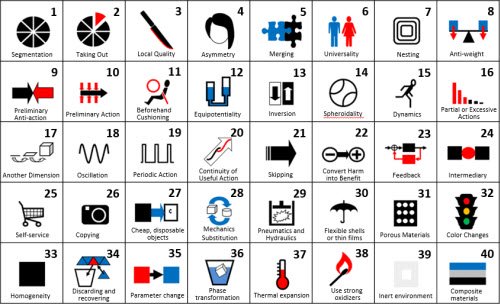 1 2 3 4 5 6 7 8
Segmentation Taking Out Local Quality Asymmetry Merging Universality Nesting Anti-weight
9 10 11 12 13 14 15 16
Preliminary Anti-action Preliminary Action Beforehand Cushioning Equipotentiality Inversion Spheroidality Dynamics Partial or Excessive Actions
17 18 19 20 21 22 23 24
Another Dimension Oscillation Periodic Action Continuity of Useful Action Skipping Convert Harm into Benefit Feedback Intermediary
25 26 27 28 29 30 31 32
Self-service Copying Cheap, disposable objects Mechanics Substitution Pneumatics and Hydraulics Flexible shells or thin films Porous Materials Color Changes
33 34 35 36 37 38 39 40
Homogeneity Discarding and recovering Parameter change Phase transformation Thermal expansion Use strong oxidizers Inert environments Composite materials